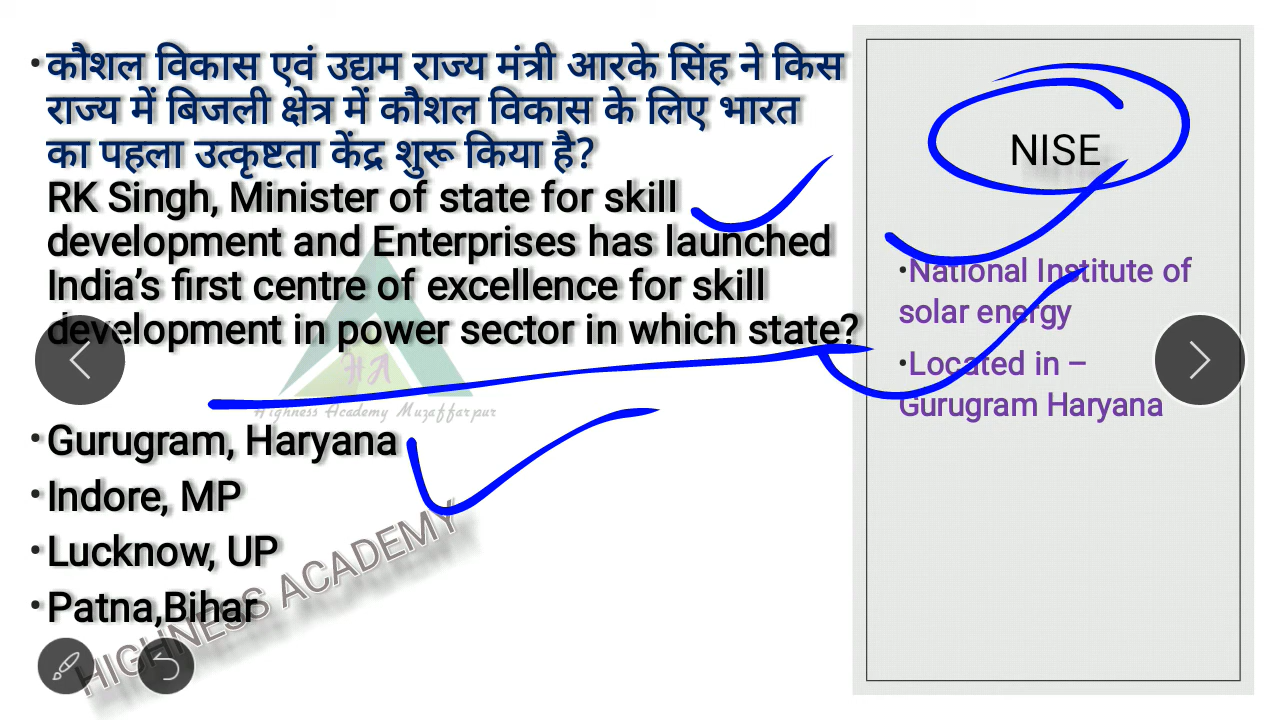 •कौशल विकास एवं उद्यम राज्य मंत्री आरके सिंह ने किस
राज्य में बिजली क्षेत्र में कौशल विकास के लिए भारत
का पहला उत्कृष्टता केंद्र शुरू किया है?
RK Singh, Minister of state for skill
development and Enterprises has launched
India’s first centre of excellence for skill
development in power sector in which state?
HA
Highness Academy Muzaffarpur
•Gurugram, Haryana
•Indore, MP
•Lucknow, UP
•Patna,Bihar
HIGHNESS ACADEMY
NISE
•National Institute of
solar energy
•Located in –
Gurugram Haryana